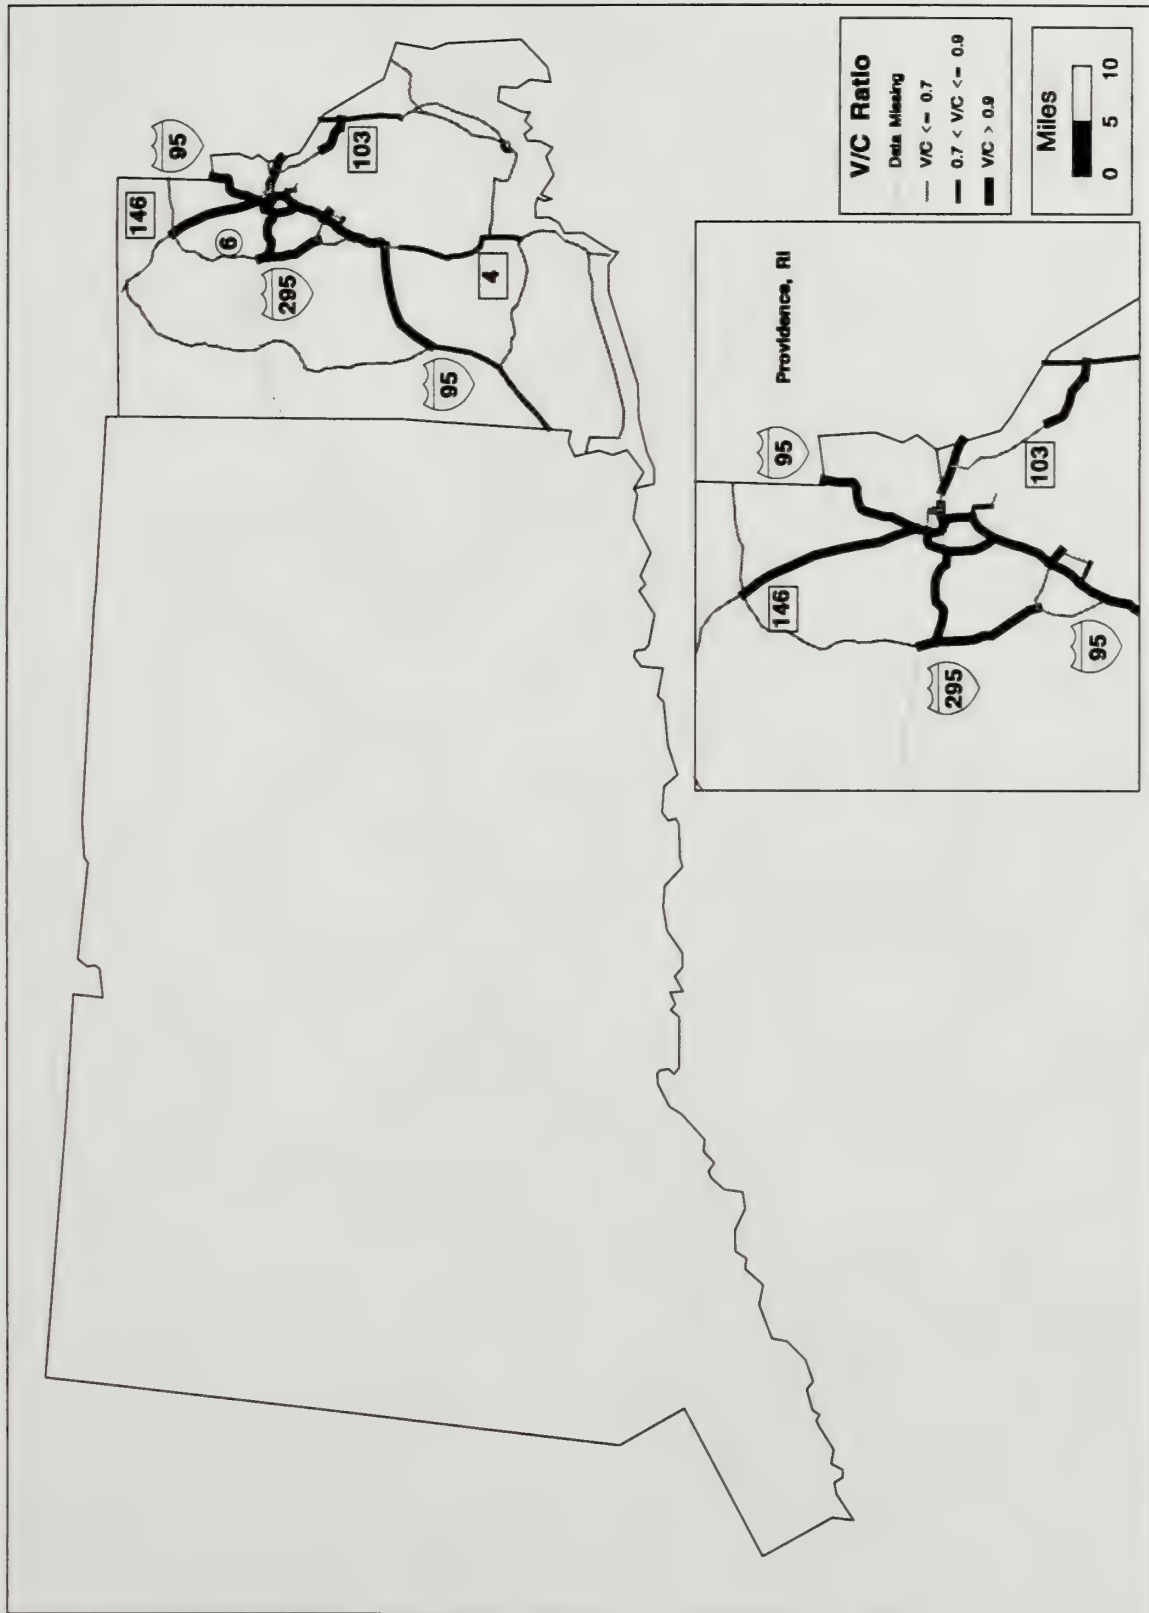 146
95
6
295
103
4
95
V/C Ratio
Data Missing
V/C <= 0.7
0.7 < V/C <= 0.9
V/C > 0.9
Miles
0 5 10
Providence, RI
95
146
103
295
95